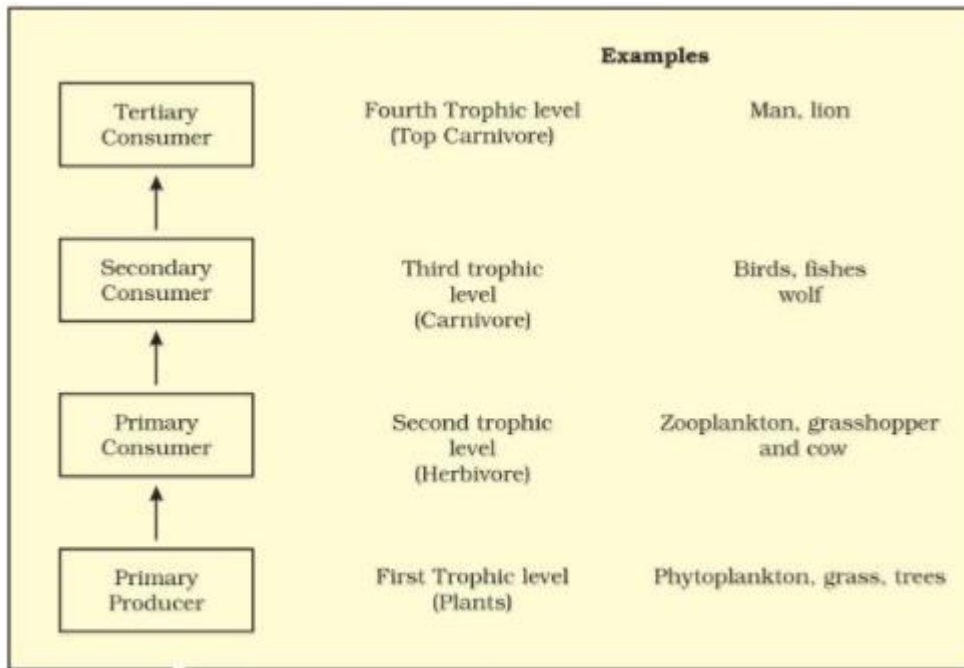 Examples
Tertiary
Consumer
Fourth Trophic level
(Top Carnivore)
Man, lion
Secondary
Consumer
Third trophic
level
(Carnivore)
Birds, fishes
wolf
Primary
Consumer
Second trophic
level
(Herbivore)
Zooplankton, grasshopper
and cow
Primary
Producer
First Trophic level
(Plants)
Phytoplankton, grass, trees